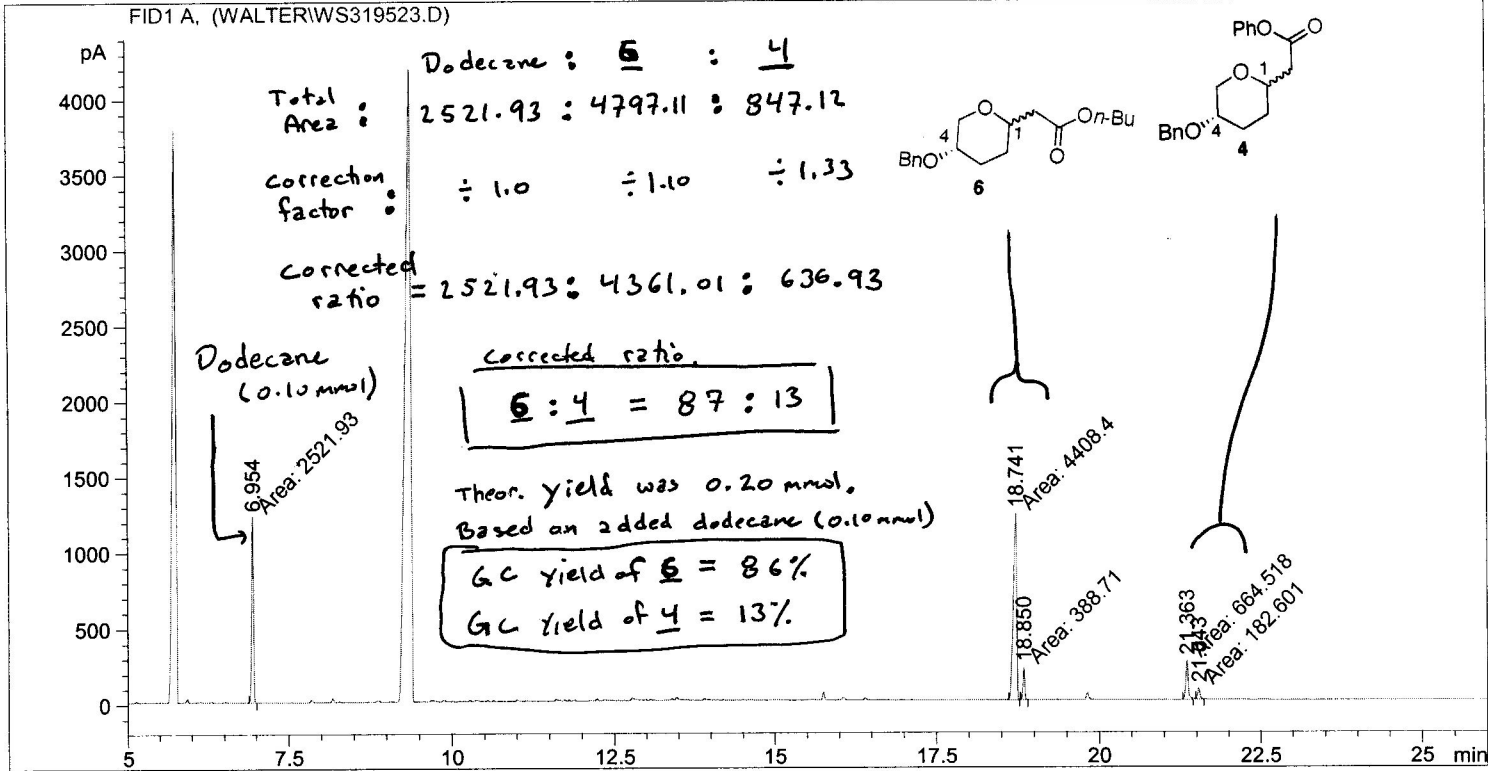 FID1 A, (WALTER\WS319523.D)
pA
4000
3500
3000
2500
2000
1500
1000
500
0
5
7.5
10
12.5
15
17.5
20
22.5
25
min
Dodecane : 6 : 4
Total Area : 2521.93 : 4797.11 : 847.12
correction factor : ÷ 1.0 ÷ 1.10 ÷ 1.33
corrected ratio = 2521.93 : 4361.01 : 636.93
Dodecane
(0.10 mmol)
corrected ratio.
6 : 4 = 87 : 13
Theor. yield was 0.20 mmol.
Based on added dodecane (0.10 mmol)
GC yield of 6 = 86%
GC yield of 4 = 13%
6.954
Area: 2521.93
18.741
Area: 4408.4
18.850
Area: 388.71
21.363
Area: 664.518
Area: 182.601
O
4
1
On-Bu
O
BnO
6
PhO
O
O
1
BnO
4
4